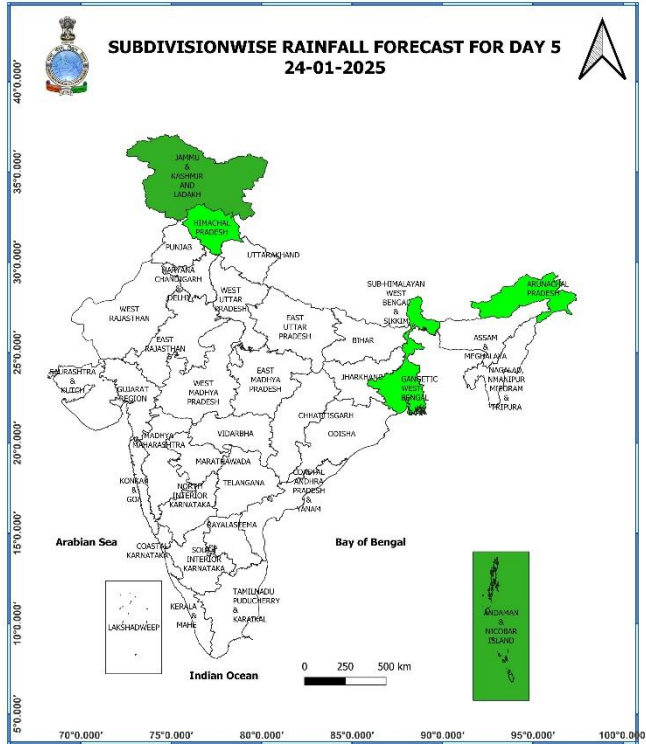 SUBDIVISIONWISE RAINFALL FORECAST FOR DAY 5
24-01-2025
40°0.000'
35°0.000'
30°0.000'
25°0.000'
20°0.000'
15°0.000'
10°0.000'
5°0.000'
JAMMU
&
KASHMIR
AND
LADAKH
HIMACHAL
PRADESH
PUNJAB
UTTARAKHAND
HARYANA
CHANDIGARH
&
DELHI
WEST
UTTAR
PRADESH
WEST
RAJASTHAN
EAST
RAJASTHAN
EAST
UTTAR
PRADESH
SUB-HIMALAYAN
WEST
BENGAL
&
SIKKIM
ARUNACHAL
PRADESH
BIHAR
ASSAM
&
MEGHALAYA
NAGALAD,
NMANIPUR
MIZORAM
&
TRIPURA
SAURASHTRA
&
KUTCH
GUJARAT
REGION
WEST
MADHYA
PRADESH
EAST
MADHYA
PRADESH
JHARKHAND
GANGETIC
WEST
BENGAL
CHHATTISGARH
ODISHA
MADHYA
MAHARASHTRA
VIDARBHA
MARATHAWADA
TELANGANA
KONKAN
&
GOA
NORTH
INTERIOR
KARNATAKA
COASTAL
ANDHRA
PRADESH
&
YANAM
RAYALASEEMA
Arabian Sea
Bay of Bengal
COASTAL
KARNATAKA
SOUTH
INTERIOR
KARNATAKA
TAMILNADU
PUDUCHERRY
&
KARAIKAL
KERALA
&
MAHE
LAKSHADWEEP
ANDAMAN
&
NICOBAR
ISLAND
Indian Ocean
0 250 500 km
70°0.000' 75°0.000' 80°0.000' 85°0.000' 90°0.000' 95°0.000' 100°0.000'